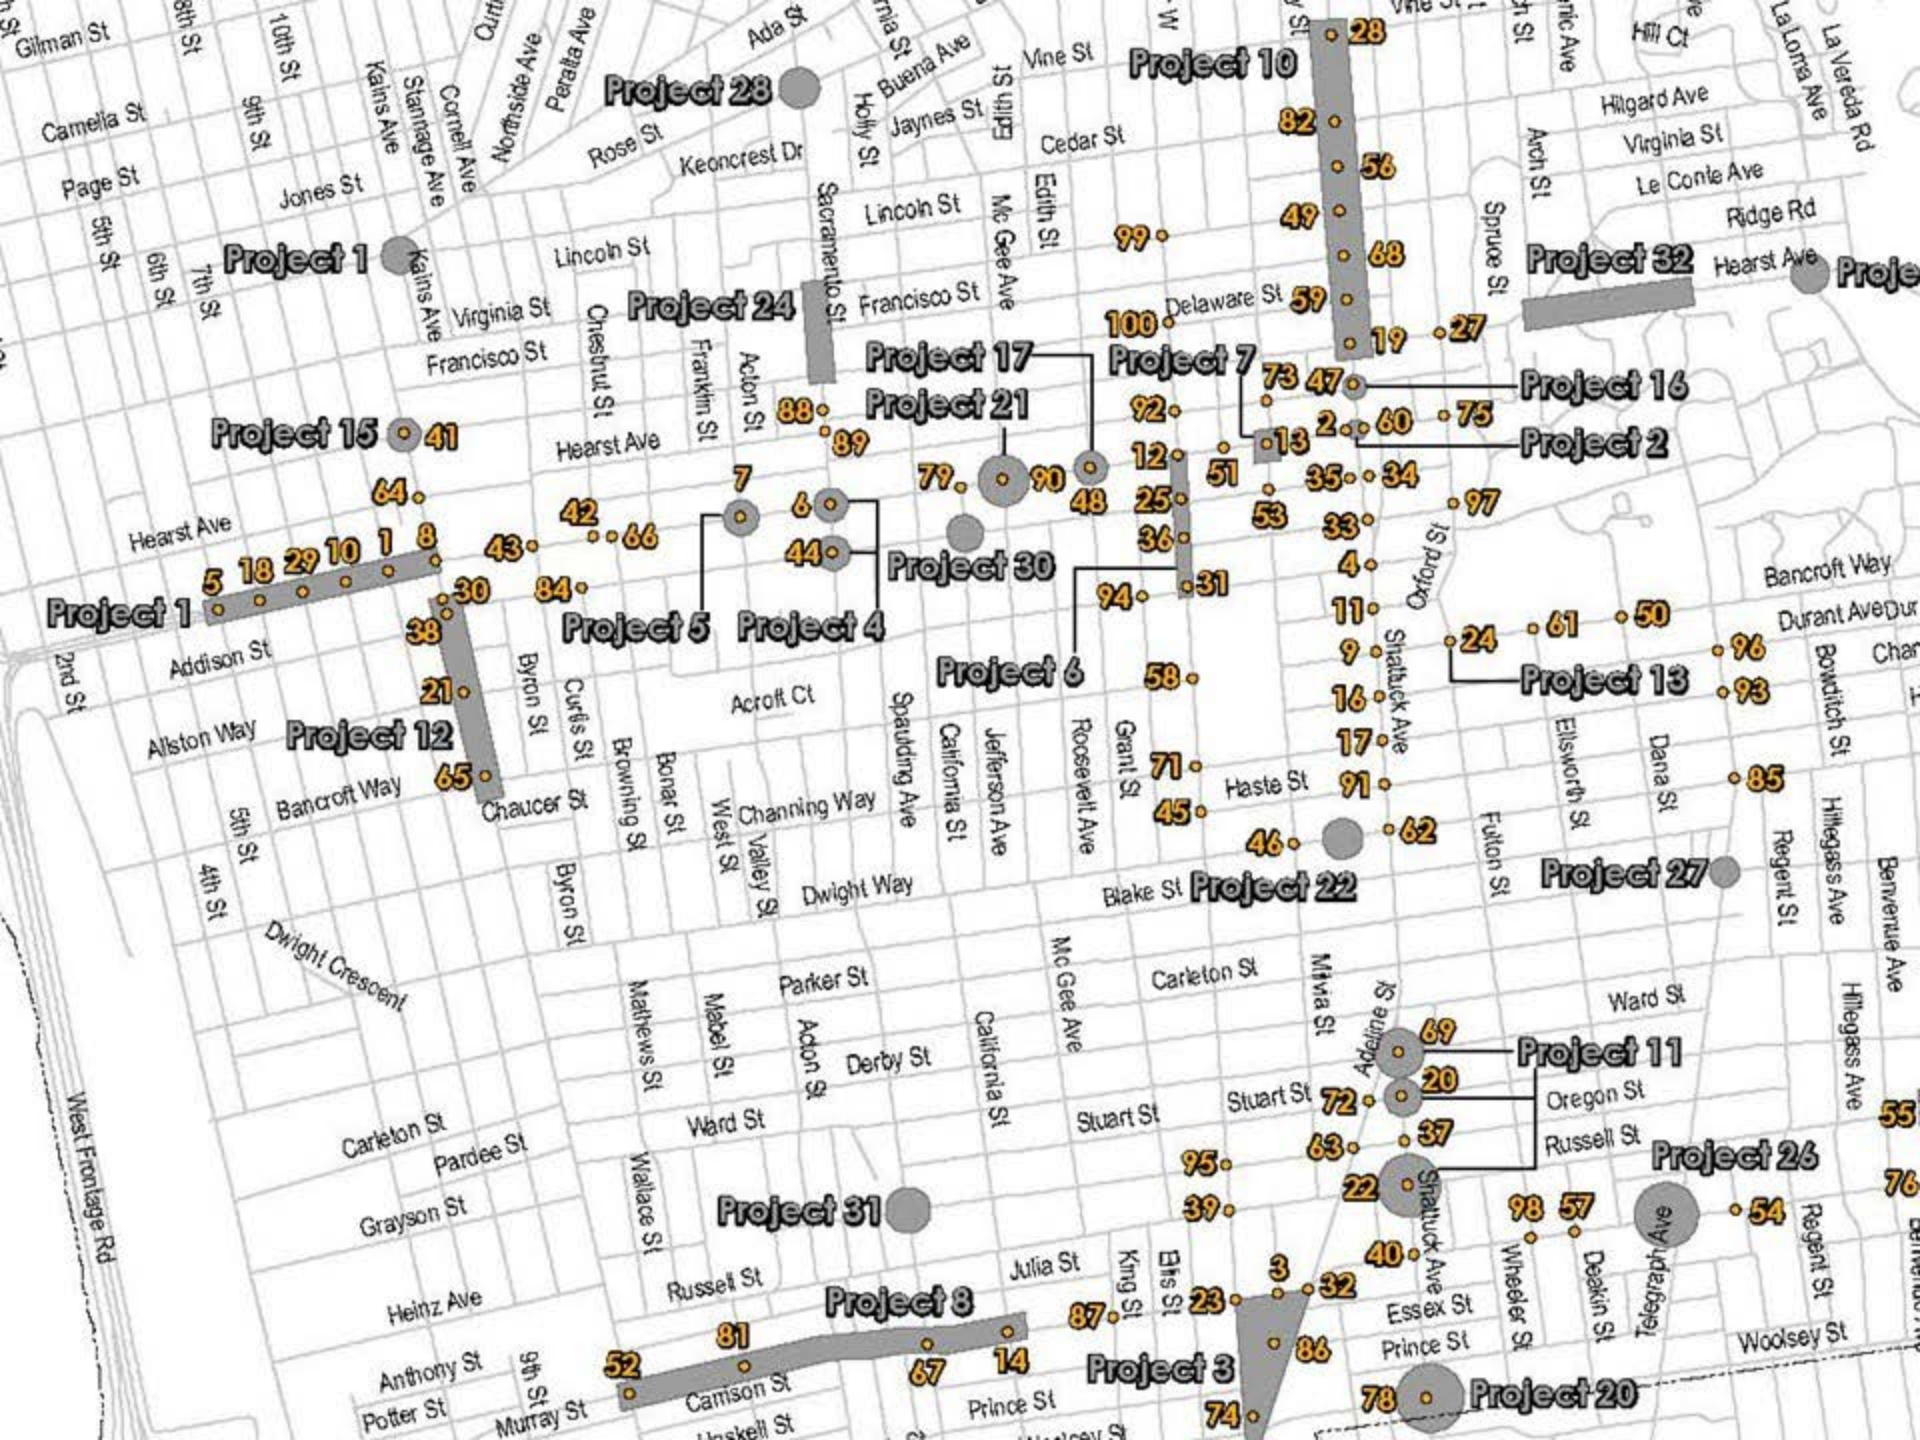 Gilman St
8th St
10th St
Ada St
Vine St
Buena Ave
28
Hill Ct
La Loma Ave
La Vereda Rd
Kains Ave
Stannage Ave
Cornell Ave
Northside Ave
Peralta Ave
Project 28
Project 10
Camelia St
9th St
Rose St
Keoncrest Dr
Holly St
Jaynes St
Edith St
Cedar St
82
Hilgard Ave
Virginia St
Arch St
56
Le Conte Ave
Page St
Jones St
Sacramento St
Lincoln St
Mc Gee Ave
Edith St
99
49
Spruce St
Ridge Rd
5th St
6th St
7th St
Project 1
Kains Ave
Lincoln St
68
Project 32
Hearst Ave
Proje
Virginia St
Chestnut St
Project 24
Francisco St
Delaware St
59
100
19
27
Francisco St
Franklin St
Acton St
Project 17
Project 7
73
47
Project 16
Project 15
41
88
Project 21
92
2
60
75
Hearst Ave
89
12
51
13
Project 2
64
7
79
90
48
35
34
Hearst Ave
42
6
25
53
97
5
18
29
10
1
8
43
66
44
36
33
Oxford St
Project 30
4
Bancroft Way
Project 1
30
84
94
31
11
Durant Ave
Dur
38
Project 5
Project 4
24
61
50
Addison St
2nd St
Byron St
Curtis St
Project 6
58
9
Shattuck Ave
Project 13
96
Bowditch St
Char
21
Acroft Ct
16
93
Allston Way
Project 12
Browning St
Bonar St
Spaulding Ave
California St
Jefferson Ave
Roosevelt Ave
Grant St
17
Ellsworth St
Dana St
65
71
Haste St
91
85
Bancroft Way
Chaucer St
West St
Channing Way
45
5th St
Valley St
46
62
Fulton St
Regent St
Hillegass Ave
4th St
Byron St
Dwight Way
Blake St
Project 22
Project 27
Benvenue Ave
Dwight Crescent
Parker St
Mc Gee Ave
Carleton St
Milvia St
Adeline St
Ward St
Mathews St
Mabel St
Acton St
California St
69
Project 11
Hillegass Ave
Derby St
20
West Frontage Rd
Carleton St
Ward St
Stuart St
Stuart St
72
Oregon St
55
Pardee St
37
63
Russell St
Wallace St
95
Project 26
22
Shattuck Ave
76
Grayson St
Project 31
39
98
57
Telegraph Ave
54
Regent St
Russell St
Julia St
King St
Ellis St
3
32
40
Wheeler St
Deakin St
Heinz Ave
Project 8
87
23
Essex St
81
86
Prince St
Woolsey St
52
67
14
Project 3
Anthony St
9th St
Carrison St
78
Project 20
Potter St
Murray St
Prince St
74